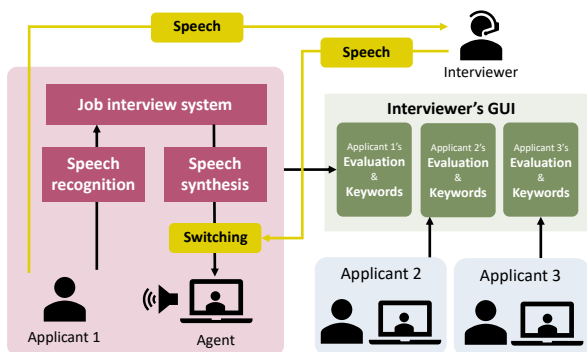 Speech
Speech
Interviewer
Job interview system
Interviewer's GUI
Speech
recognition
Speech
synthesis
Applicant 1's
Evaluation
&
Keywords
Applicant 2's
Evaluation
&
Keywords
Applicant 3's
Evaluation
&
Keywords
Switching
Applicant 2
Applicant 3
Applicant 1
Agent